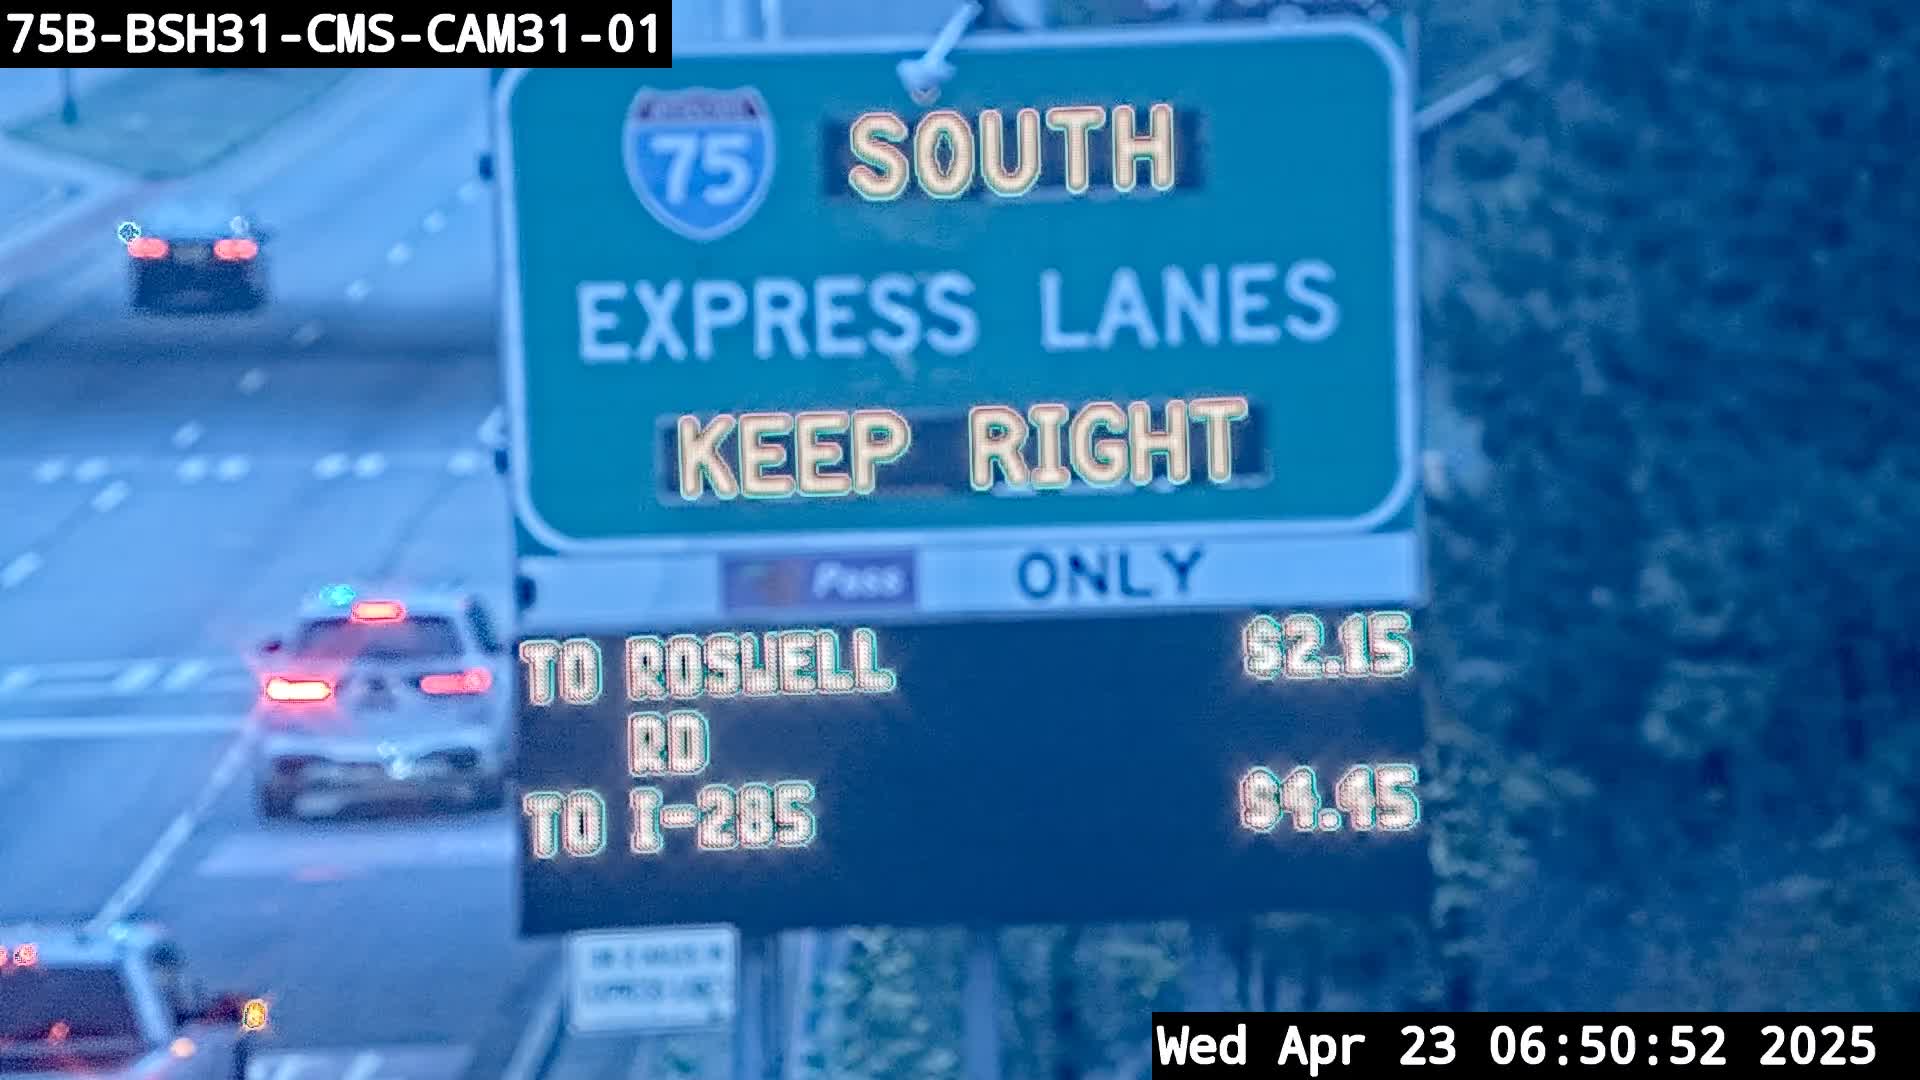 75B-BSH31-CMS-CAM31-01
75 SOUTH
EXPRESS LANES
KEEP RIGHT
Pass ONLY
TO ROSWELL $2.15
RD
TO I-285 $4.45
Wed Apr 23 06:50:52 2025